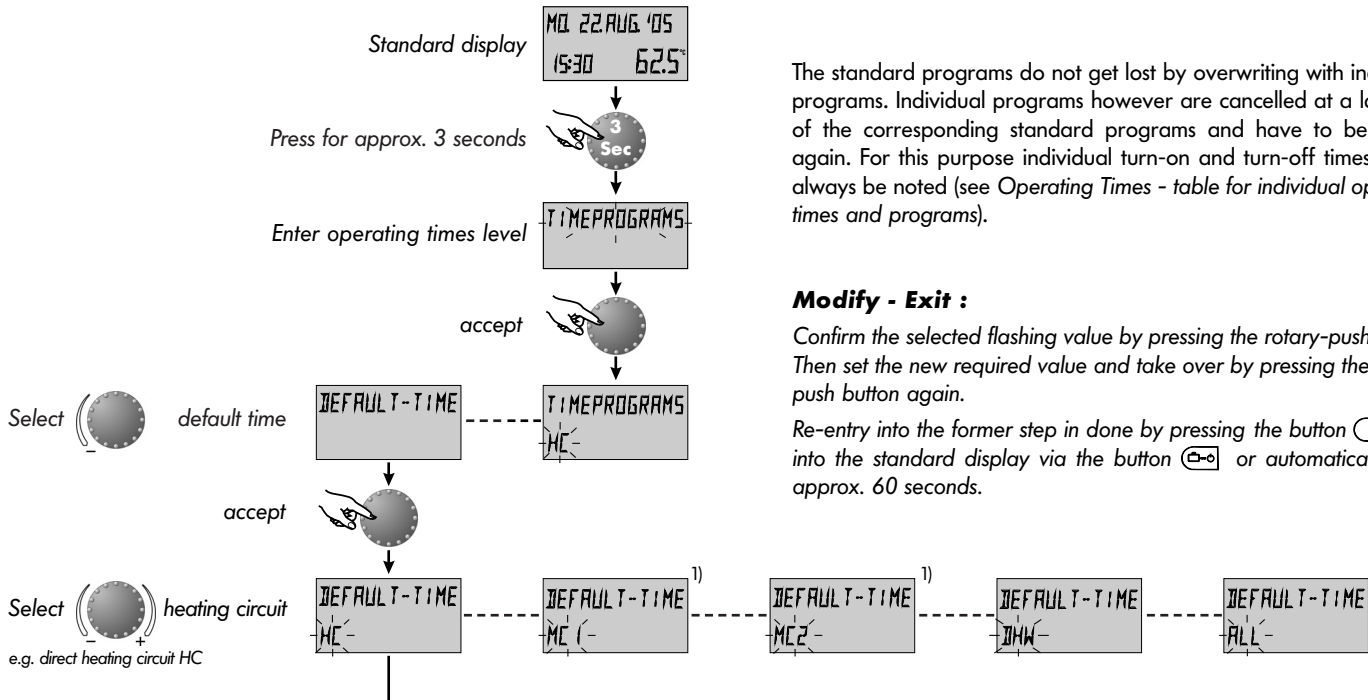 MO. 22.AUG. '05
Standard display
15:30 62.5°C
Press for approx. 3 seconds
3
Sec
Enter operating times level
TIMEPROGRAMS
accept
Select
default time
DEFAULT-TIME
TIMEPROGRAMS
HC
accept
Select
heating circuit
e.g. direct heating circuit HC
DEFAULT-TIME
HC
DEFAULT-TIME
MC1
1)
DEFAULT-TIME
MC2
1)
DEFAULT-TIME
DHW
DEFAULT-TIME
ALL
The standard programs do not get lost by overwriting with
programs. Individual programs however are cancelled at a
of the corresponding standard programs and have to be
again. For this purpose individual turn-on and turn-off times
always be noted (see Operating Times - table for individual
times and programs).
Modify - Exit :
Confirm the selected flashing value by pressing the rotary-push
Then set the new required value and take over by pressing the
push button again.
Re-entry into the former step in done by pressing the button
into the standard display via the button or
approx. 60 seconds.